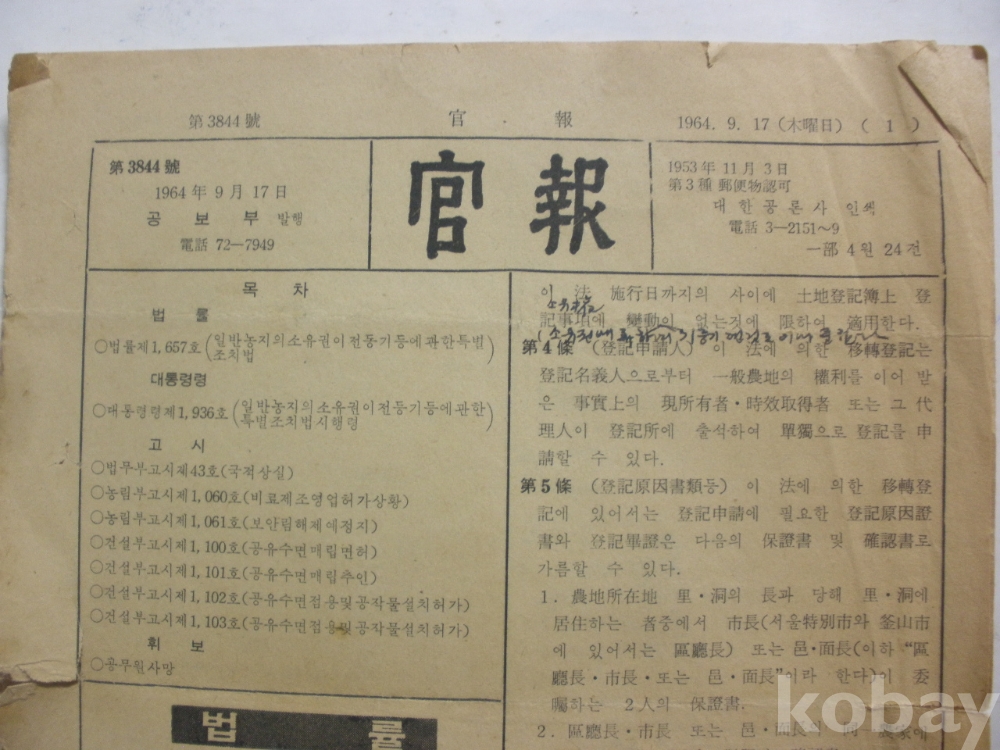 第3844號
官 報
1964. 9. 17 (木曜日) ( 1 )
第3844號
1964 年 9 月 17 日
공 보 부 발행
電話 72—7949
官 報
1953 年 11 月 3 日
第 3 種 郵便物認可
대 한 공 론 사 인쇄
電話 3—2151～9
一部 4 원 24 전
목 차
법 률
○법률제 1,657호 (일반농지의소유권이전등기등에관한특별
조치법
대통령령
○대통령령제 1,936호 (일반농지의소유권이전등기등에관한
특별조치법시행령)
고 시
○법무부고시제 43호 (국적상실)
○농림부고시제 1,060호 (비료제조영업허가상황)
○농림부고시제 1,061호 (보안림해제예정지)
○건설부고시제 1,100호 (공유수면매립면허)
○건설부고시제 1,101호 (공유수면매립추인)
○건설부고시제 1,102호 (공유수면점용및공작물설치허가)
○건설부고시제 1,103호 (공유수면점용및공작물설치허가)
휘 보
○공무원사망
법 률
이 法 施行日까지의 사이에 土地登記簿上 登
記事項에 變動이 없는것에 限하여 適用한다.
第 4 條 (登記申請人) 이 法에 의한 移轉登記는
登記名義人으로부터 一般農地의 權利를 이어 받
은 事實上의 現所有者·時效取得者 또는 그 代
理人이 登記所에 出석하여 單獨으로 登記를 申
請할 수 있다.
第 5 條 (登記原因書類등) 이 法에 의한 移轉登
記에 있어서는 登記申請에 필요한 登記原因證
書와 登記畢證은 다음의 保證書 및 確認書로
가름할 수 있다.
1. 農地所在地 里·洞의 長과 당해 里·洞에
居住하는 者중에서 市長(서울特別市와 釜山市
에 있어서는 區廳長) 또는 邑·面長(이하 “區
廳長·市長·또는 邑·面長”이라 한다)이 委
囑하는 2人의 保證書.
2. 區廳長·市長 또는 邑·面長의
kobay